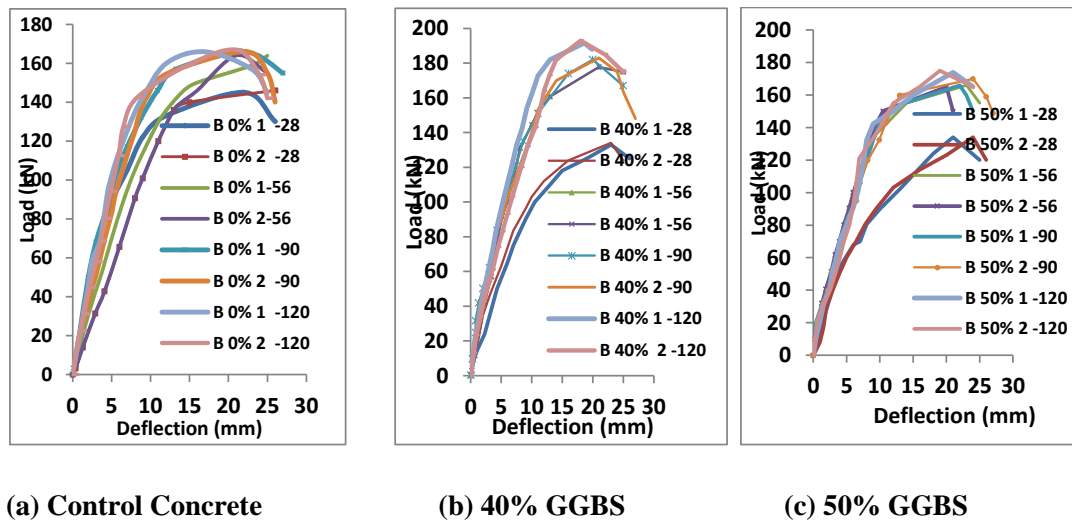 180
160
140
120
100
80
60
40
20
0
Load (kN)
0 5 10 15 20 25 30
Deflection (mm)
B 0% 1 -28
B 0% 2 -28
B 0% 1-56
B 0% 2-56
B 0% 1 -90
B 0% 2 -90
B 0% 1 -120
B 0% 2 -120
200
180
160
140
120
100
80
60
40
20
0
Load (kN)
0 5 10 15 20 25 30
Deflection (mm)
B 40% 1 -28
B 40% 2 -28
B 40% 1 -56
B 40% 1 -56
B 40% 1 -90
B 40% 2 -90
B 40% 1 -120
B 40% 2 -120
200
180
160
140
120
100
80
60
40
20
0
Load (kN)
0 5 10 15 20 25 30
Deflection (mm)
B 50% 1 -28
B 50% 2 -28
B 50% 1 -56
B 50% 2 -56
B 50% 1 -90
B 50% 2 -90
B 50% 1 -120
B 50% 2 -120
(a) Control Concrete
(b) 40% GGBS
(c) 50% GGBS